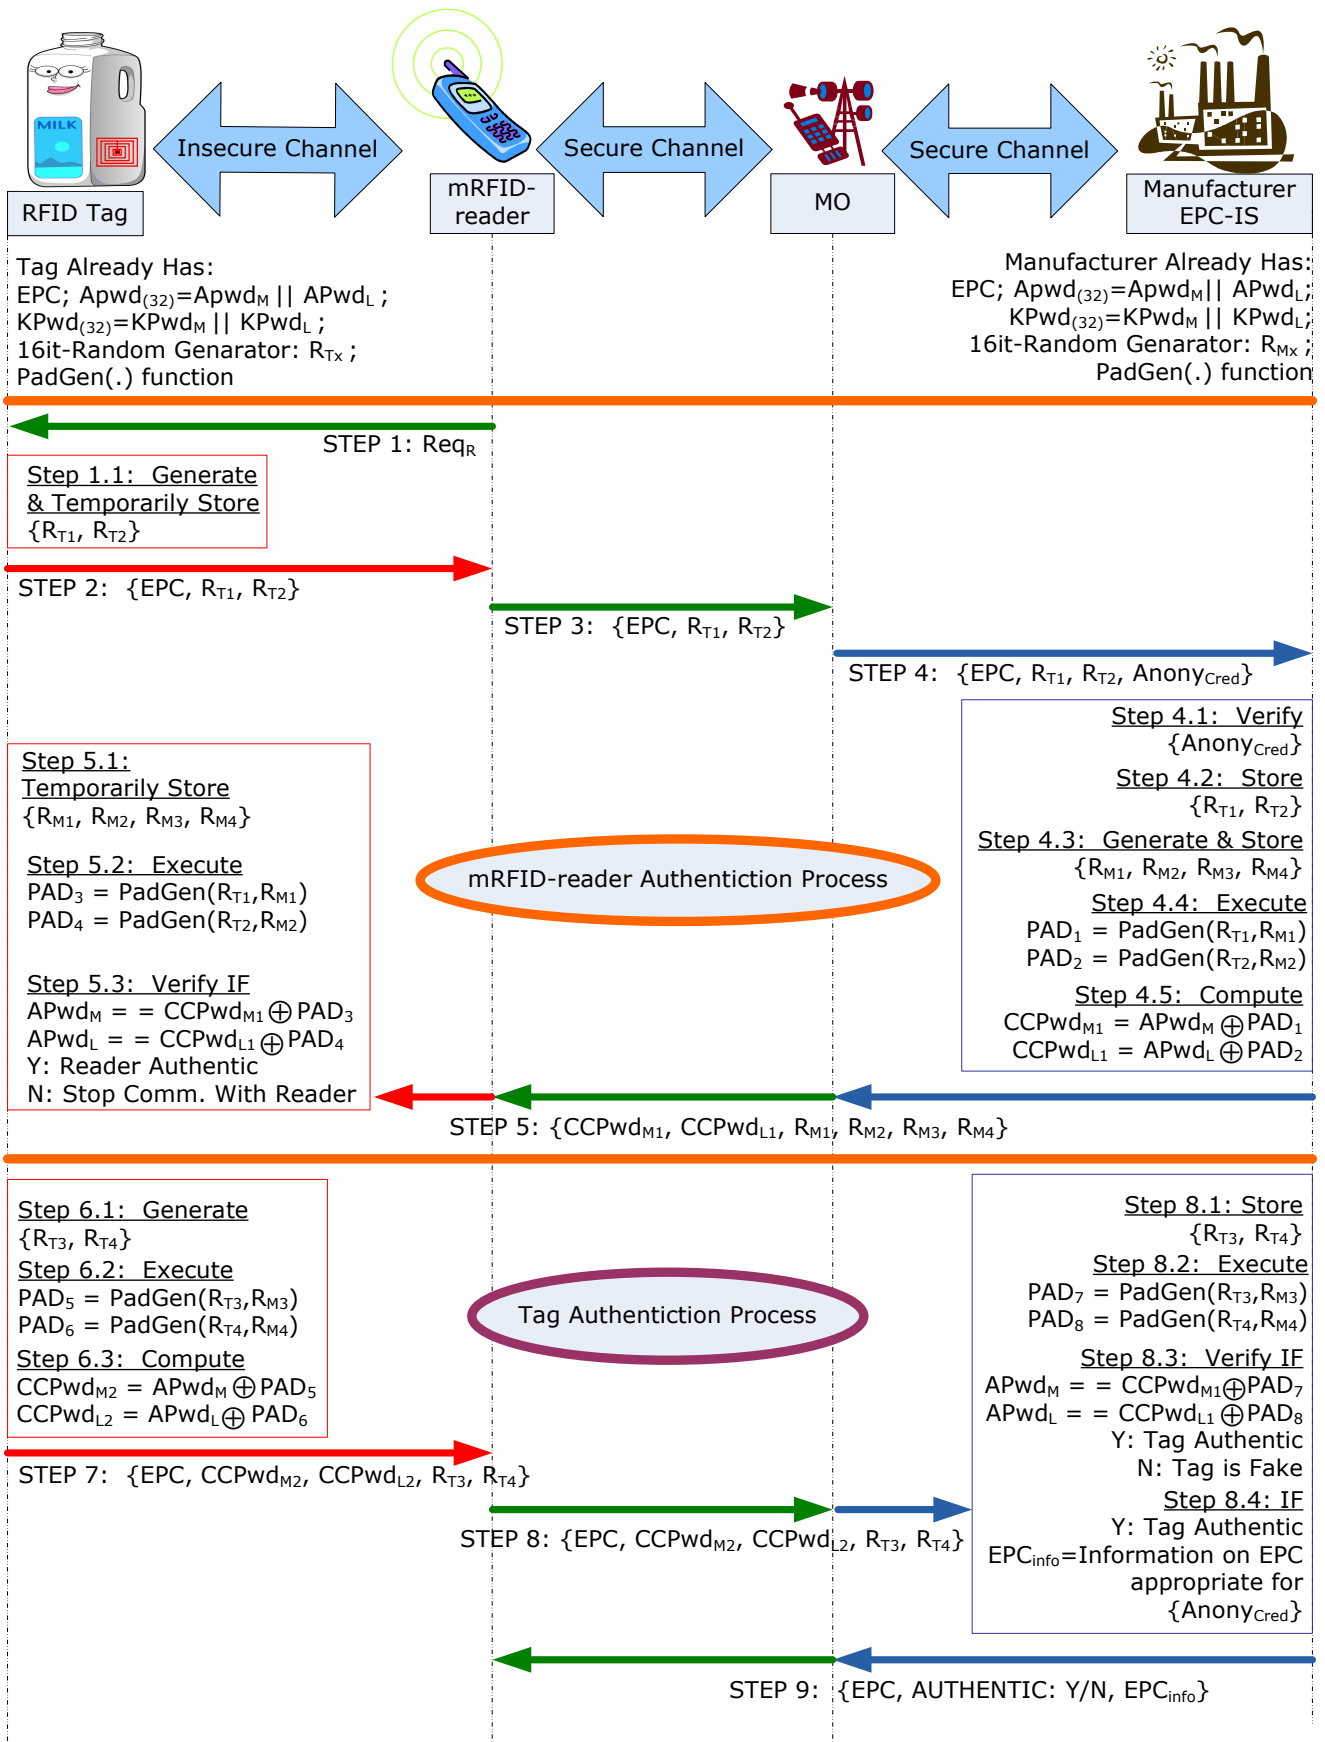 MILK
Insecure Channel
Secure Channel
Secure Channel
RFID Tag
mRFID-
reader
MO
Manufacturer
EPC-IS
Tag Already Has:
EPC; Apwd(32)=ApwdM || APwdL ;
KPwd(32)=KPwdM || KPwdL ;
16it-Random Genarator: RTx ;
PadGen(.) function
Manufacturer Already Has:
EPC; Apwd(32)=ApwdM|| APwdL;
KPwd(32)=KPwdM || KPwdL;
16it-Random Genarator: RMx ;
PadGen(.) function
STEP 1: ReqR
Step 1.1: Generate
& Temporarily Store
{RT1, RT2}
STEP 2: {EPC, RT1, RT2}
STEP 3: {EPC, RT1, RT2}
STEP 4: {EPC, RT1, RT2, AnonyCred}
Step 4.1: Verify
{AnonyCred}
Step 4.2: Store
{RT1, RT2}
Step 4.3: Generate & Store
{RM1, RM2, RM3, RM4}
Step 4.4: Execute
PAD1 = PadGen(RT1,RM1)
PAD2 = PadGen(RT2,RM2)
Step 4.5: Compute
CCPwdM1 = APwdM ⊕ PAD1
CCPwdL1 = APwdL ⊕ PAD2
Step 5.1:
Temporarily Store
{RM1, RM2, RM3, RM4}
Step 5.2: Execute
PAD3 = PadGen(RT1,RM1)
PAD4 = PadGen(RT2,RM2)
Step 5.3: Verify IF
APwdM = = CCPwdM1 ⊕ PAD3
APwdL = = CCPwdL1 ⊕ PAD4
Y: Reader Authentic
N: Stop Comm. With Reader
mRFID-reader Authentiction Process
STEP 5: {CCPwdM1, CCPwdL1, RM1, RM2, RM3, RM4}
Step 6.1: Generate
{RT3, RT4}
Step 6.2: Execute
PAD5 = PadGen(RT3,RM3)
PAD6 = PadGen(RT4,RM4)
Step 6.3: Compute
CCPwdM2 = APwdM ⊕ PAD5
CCPwdL2 = APwdL ⊕ PAD6
Tag Authentiction Process
STEP 7: {EPC, CCPwdM2, CCPwdL2, RT3, RT4}
STEP 8: {EPC, CCPwdM2, CCPwdL2, RT3, RT4}
Step 8.1: Store
{RT3, RT4}
Step 8.2: Execute
PAD7 = PadGen(RT3,RM3)
PAD8 = PadGen(RT4,RM4)
Step 8.3: Verify IF
APwdM = = CCPwdM1⊕PAD7
APwdL = = CCPwdL1 ⊕PAD8
Y: Tag Authentic
N: Tag is Fake
Step 8.4: IF
Y: Tag Authentic
EPCinfo=Information on EPC
appropriate for
{AnonyCred}
STEP 9: {EPC, AUTHENTIC: Y/N, EPCinfo}